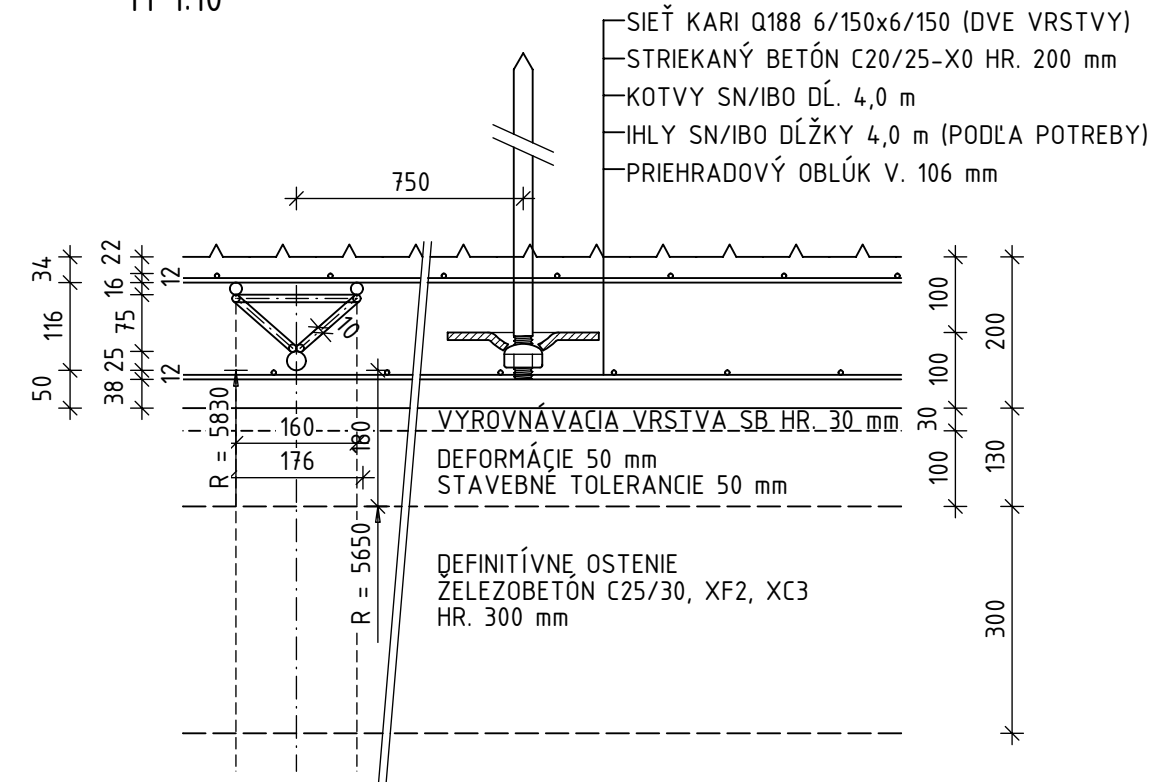 SIEŤ KARI Q188 6/150x6/150 (DVE VRSTVY)
STRIEKANÝ BETÓN C20/25-X0 HR. 200 mm
KOTVY SN/IBO DĹ. 4,0 m
IHLY SN/IBO DĹŽKY 4,0 m (PODĽA POTREBY)
PRIEHRADOVÝ OBLÚK V. 106 mm
750
34
116
50
22
16
75
25
38
12
12
10
100
100
200
30
100
130
300
R = 5830
160
176
180
R = 5650
VYROVNÁVACIA VRSTVA SB HR. 30 mm
DEFORMÁCIE 50 mm
STAVEBNÉ TOLERANCIE 50 mm
DEFINITÍVNE OSTENIE
ŽELEZOBETÓN C25/30, XF2, XC3
HR. 300 mm